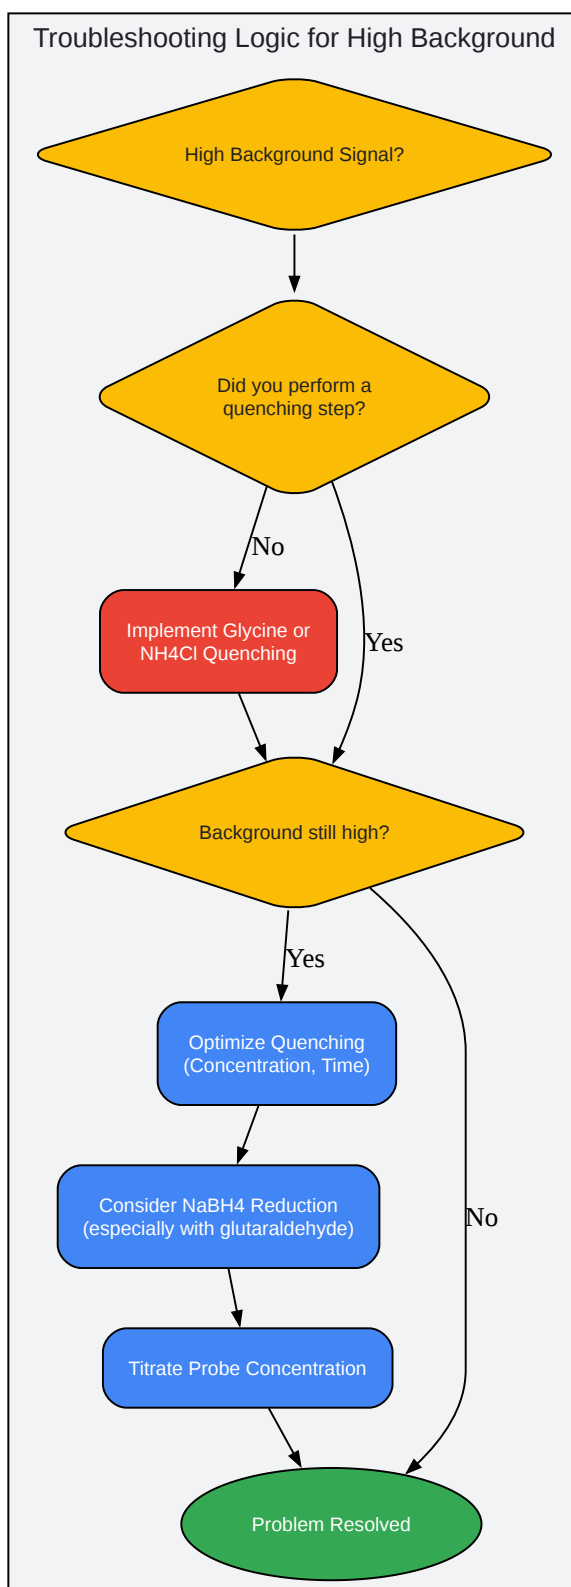 Troubleshooting Logic for High Background
High Background Signal?
Did you perform a
quenching step?
No
Implement Glycine or
NH4Cl Quenching
Yes
Background still high?
Yes
Optimize Quenching
(Concentration, Time)
Consider NaBH4 Reduction
(especially with glutaraldehyde)
No
Titrate Probe Concentration
Problem Resolved